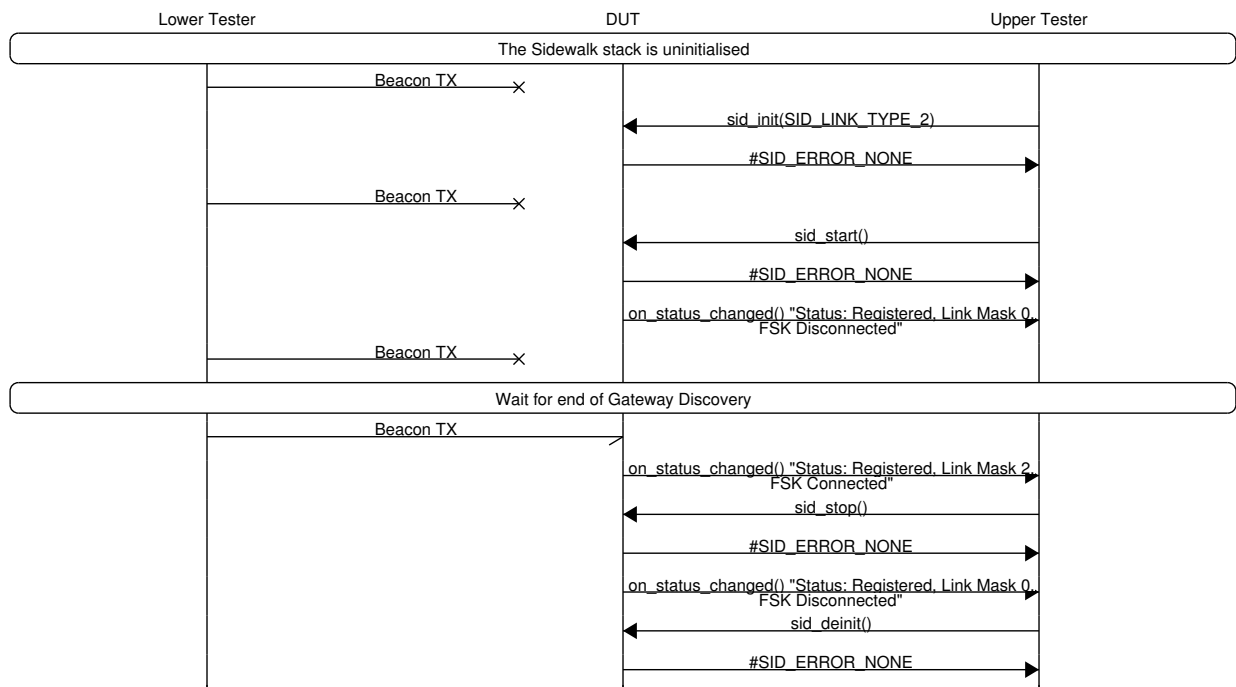 Lower Tester DUT Upper Tester
The Sidewalk stack is uninitialised
Beacon TX
sid_init(SID_LINK_TYPE_2)
#SID_ERROR_NONE
Beacon TX
sid_start()
#SID_ERROR_NONE
on_status_changed() "Status: Registered, Link Mask 0,
FSK Disconnected"
Beacon TX
Wait for end of Gateway Discovery
Beacon TX
on_status_changed() "Status: Registered, Link Mask 2,
FSK Connected"
sid_stop()
#SID_ERROR_NONE
on_status_changed() "Status: Registered, Link Mask 0,
FSK Disconnected"
sid_deinit()
#SID_ERROR_NONE